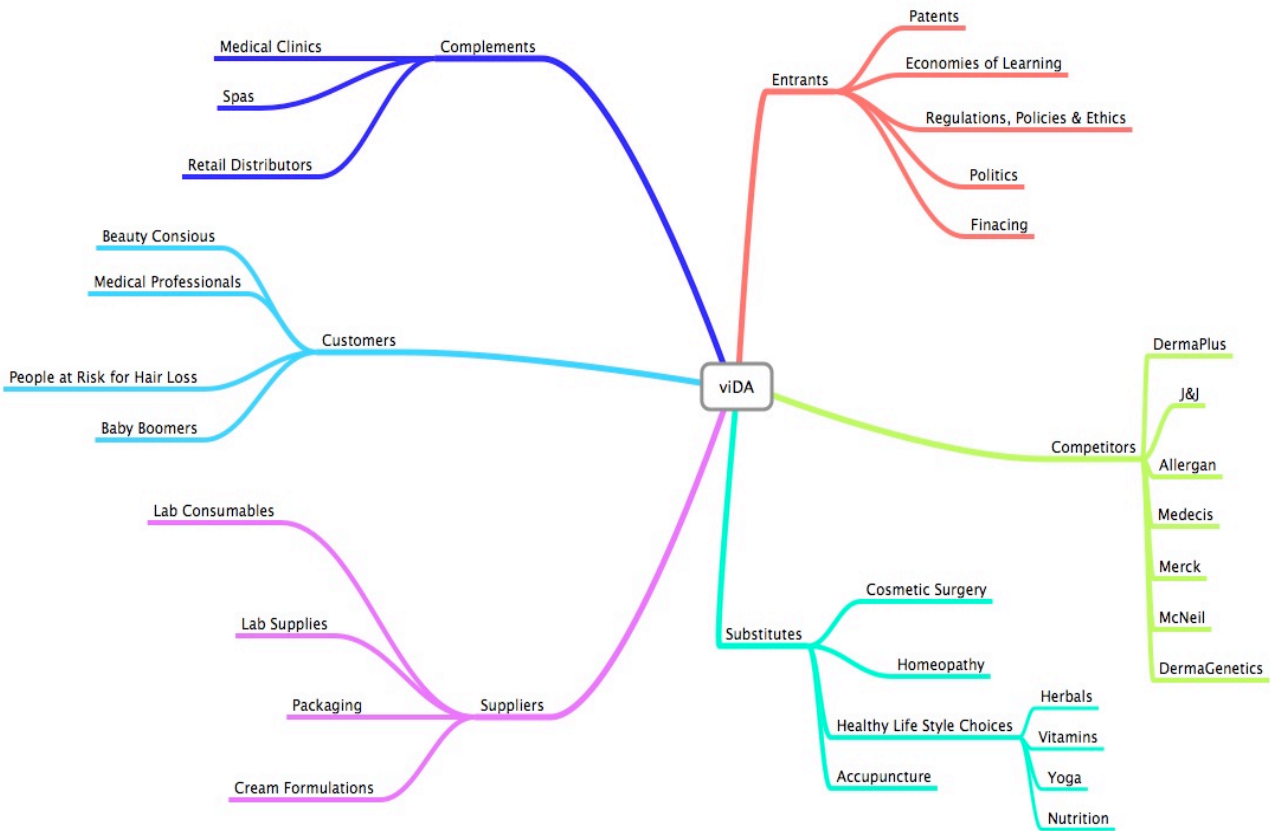 viDA
Complements
Medical Clinics
Spas
Retail Distributors
Customers
Beauty Consious
Medical Professionals
People at Risk for Hair Loss
Baby Boomers
Suppliers
Lab Consumables
Lab Supplies
Packaging
Cream Formulations
Entrants
Patents
Economies of Learning
Regulations, Policies & Ethics
Politics
Finacing
Competitors
DermaPlus
J&J
Allergan
Medecis
Merck
McNeil
DermaGenetics
Substitutes
Cosmetic Surgery
Homeopathy
Healthy Life Style Choices
Herbals
Vitamins
Yoga
Nutrition
Accupuncture